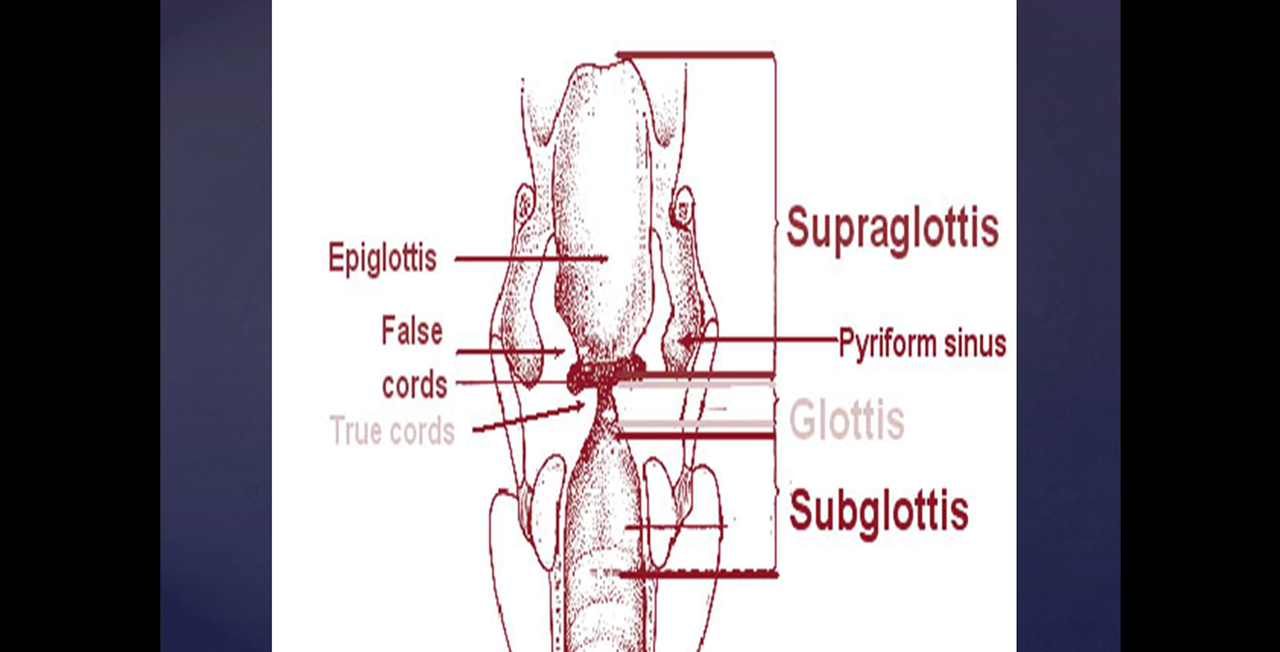 Supraglottis
Epiglottis
False
Pyriform sinus
cords
Glottis
True cords
Subglottis